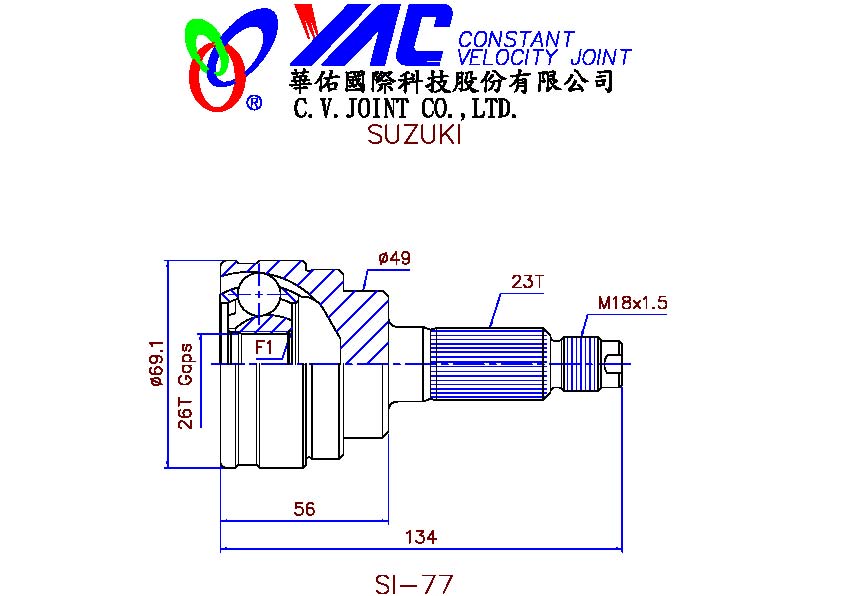 YAC CONSTANT
VELOCITY JOINT
®
華佑國際科技股份有限公司
C.V.JOINT CO.,LTD.
SUZUKI
ø49
23T
M18x1.5
F1
ø69.1
26T Gaps
56
134
SI-77